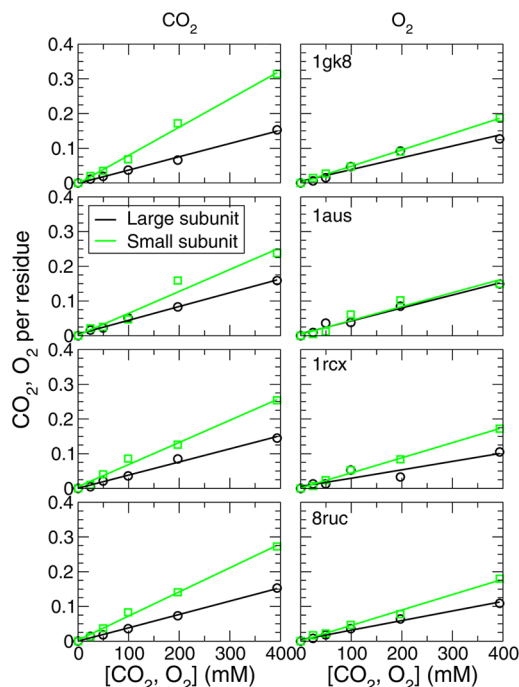 CO2 O2
0.4 1gk8
0.3
0.2
0.1
0
0.4 1aus
Large subunit
0.3
Small subunit
0.2
0.1
0
0.4 1rcx
0.3
0.2
0.1
0
0.4 8ruc
0.3
0.2
0.1
0
CO2, O2 per residue
0 100 200 300 400 0 100 200 300 400
[CO2, O2] (mM) [CO2, O2] (mM)